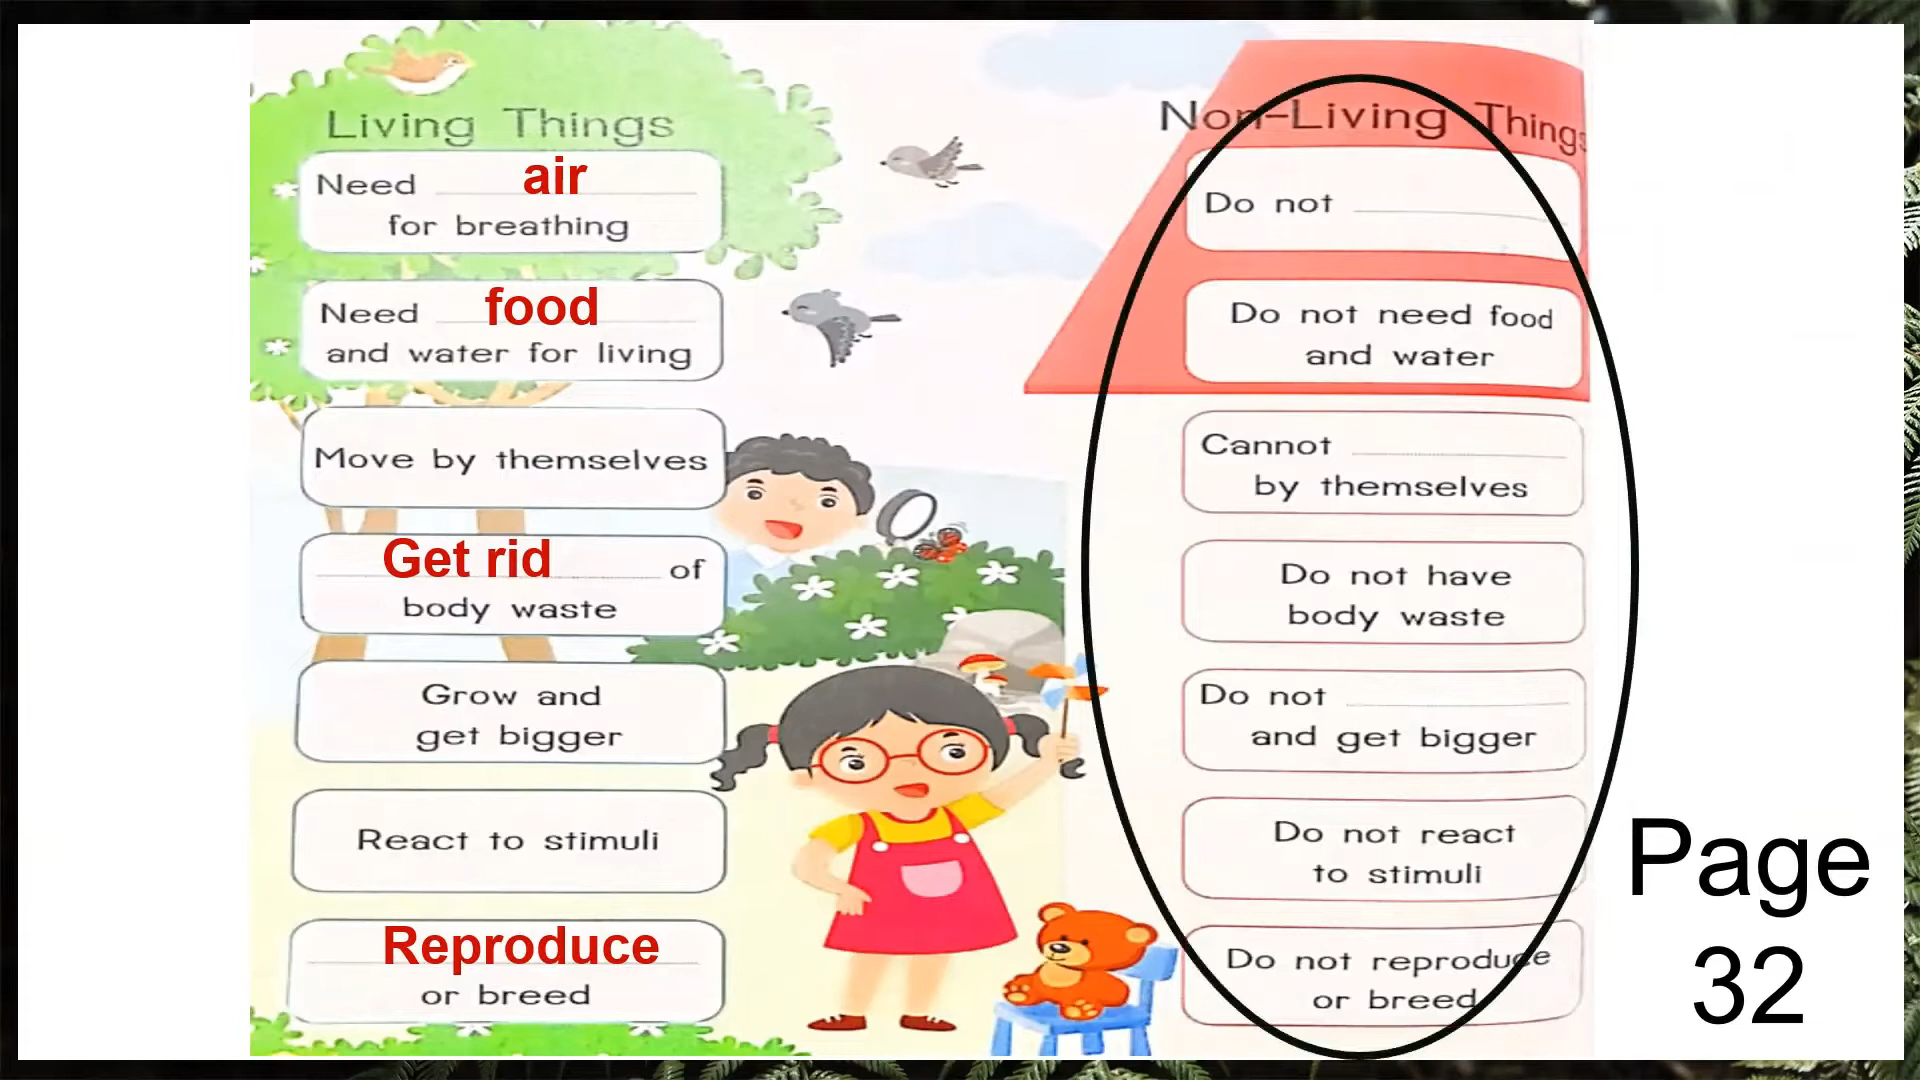 Living Things
Need air
for breathing
Need food
and water for living
Move by themselves
Get rid of
body waste
Grow and
get bigger
React to stimuli
Reproduce
or breed
Non-Living Things
Do not
Do not need food
and water
Cannot
by themselves
Do not have
body waste
Do not
and get bigger
Do not react
to stimuli
Do not reproduce
or breed
Page
32